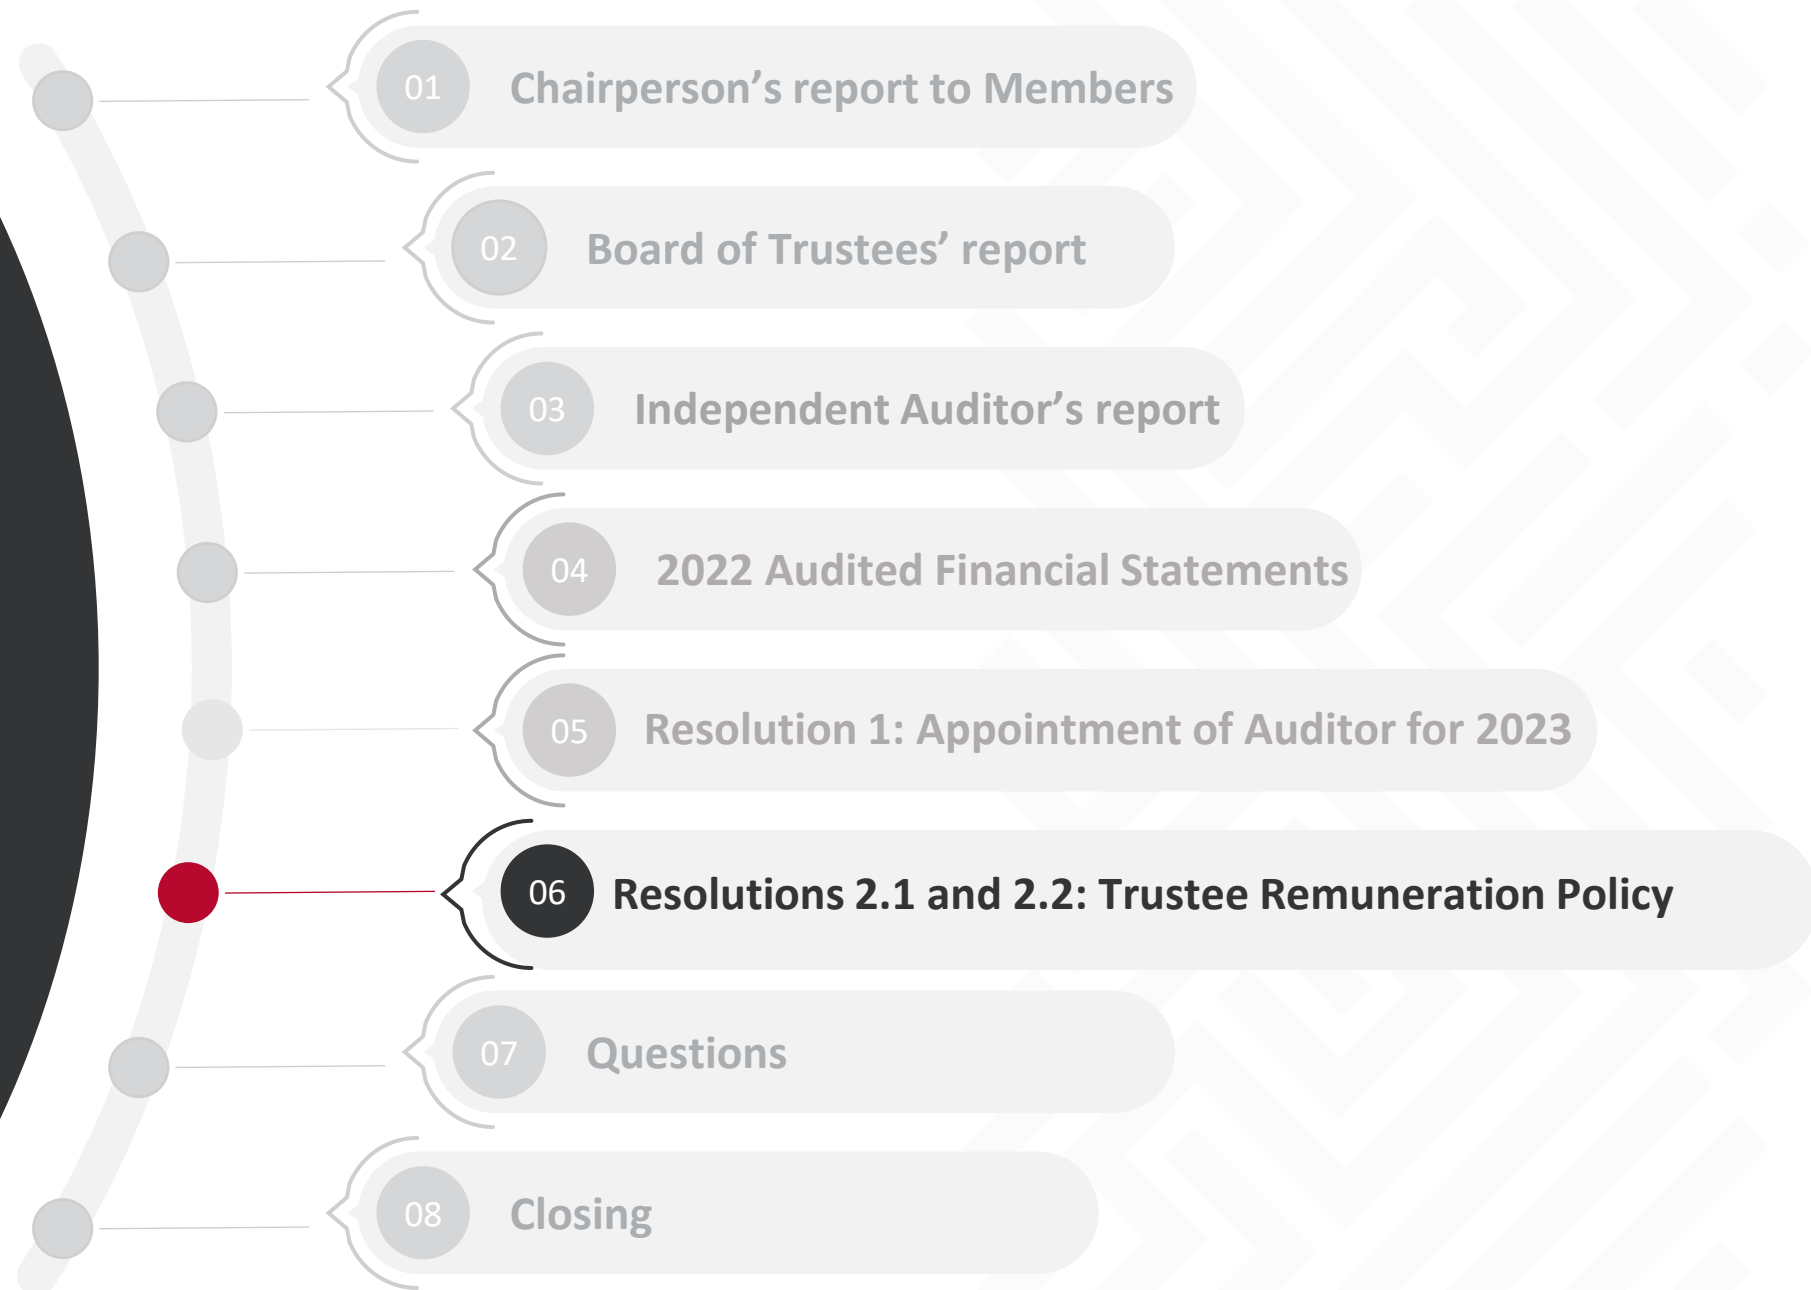 01 Chairperson’s report to Members
02 Board of Trustees’ report
03 Independent Auditor’s report
04 2022 Audited Financial Statements
05 Resolution 1: Appointment of Auditor for 2023
06 Resolutions 2.1 and 2.2: Trustee Remuneration Policy
07 Questions
08 Closing